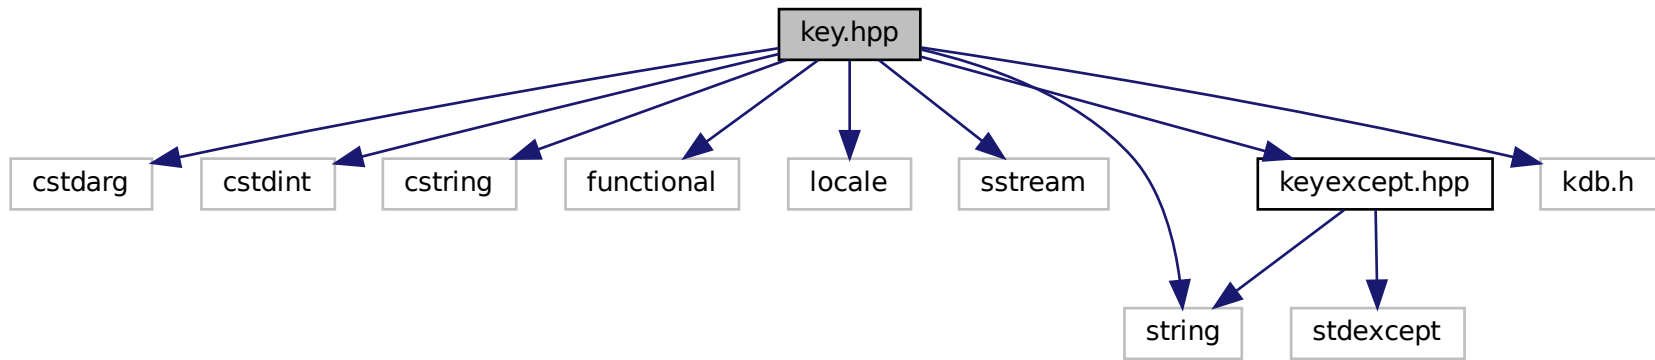 key.hpp
cstdarg
cstdint
cstring
functional
locale
sstream
keyexcept.hpp
kdb.h
string
stdexcept